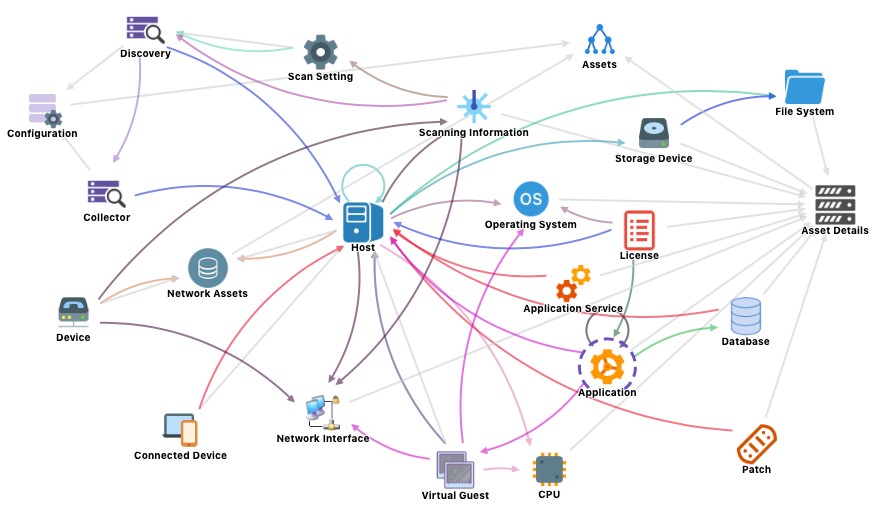 Discovery
Scan Setting
Assets
Configuration
Scanning Information
File System
Storage Device
Collector
Host
OS
Operating System
License
Asset Details
Network Assets
Application Service
Device
Database
Application
Connected Device
Network Interface
Virtual Guest
CPU
Patch